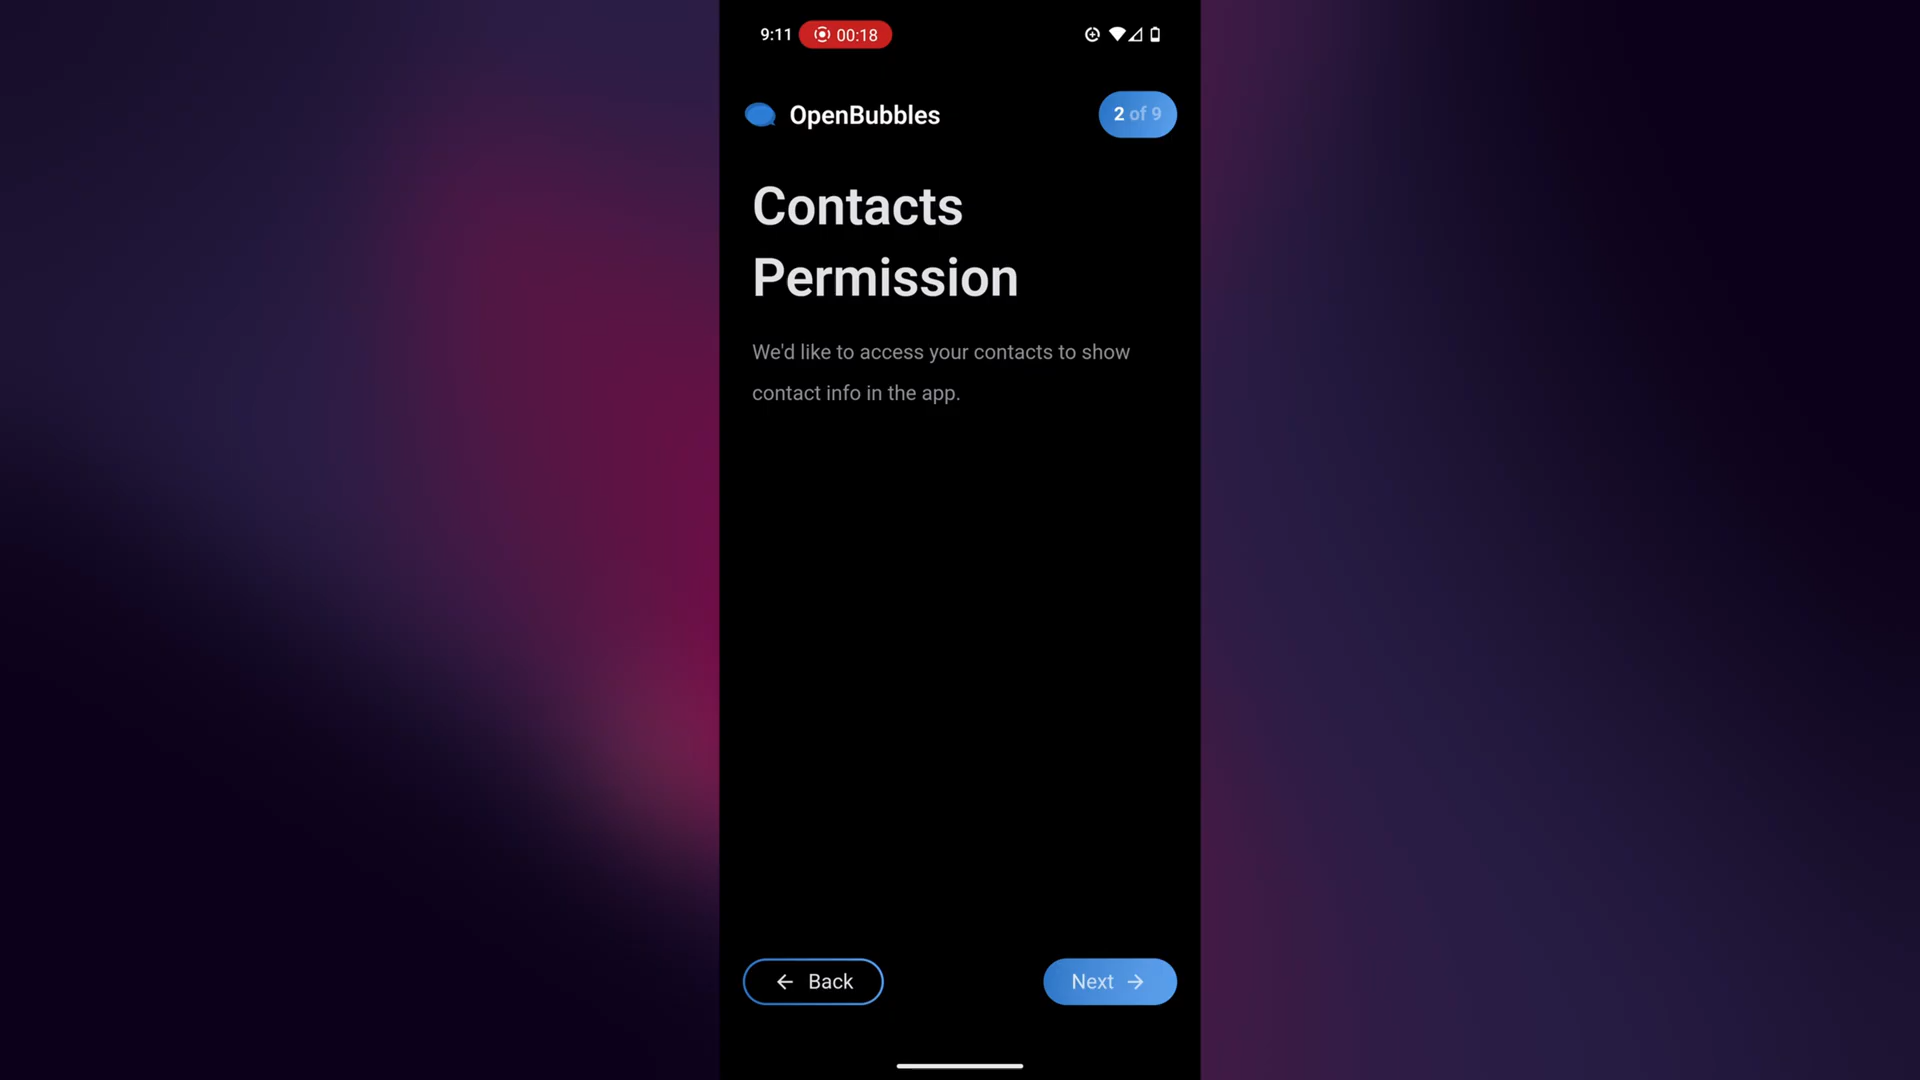 9:11 00:18
OpenBubbles
2 of 9
Contacts
Permission
We'd like to access your contacts to show
contact info in the app.
Back
Next